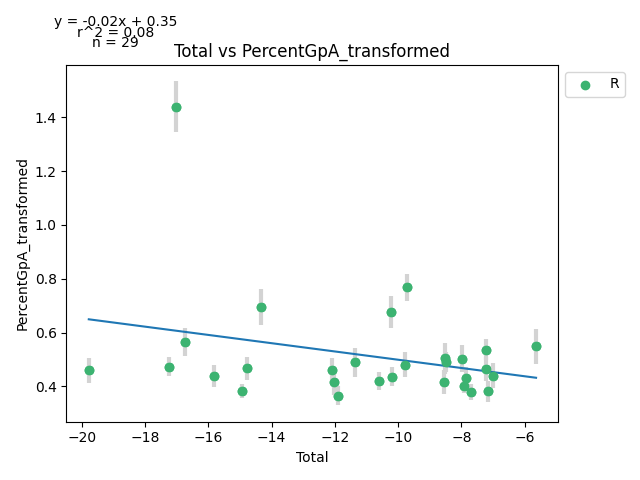 y = -0.02x + 0.35
r^2 = 0.08
n = 29
Total vs PercentGpA_transformed
R
PercentGpA_transformed
1.4
1.2
1.0
0.8
0.6
0.4
−20 −18 −16 −14 −12 −10 −8 −6
Total